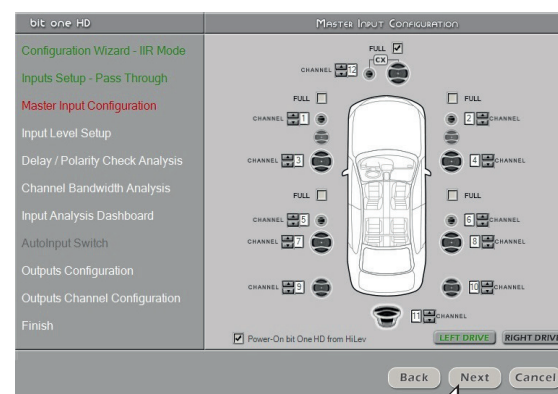 bit one HD
Master Input Configuration
Configuration Wizard - IIR Mode
Inputs Setup - Pass Through
Master Input Configuration
Input Level Setup
Delay / Polarity Check Analysis
Channel Bandwidth Analysis
Input Analysis Dashboard
AutoInput Switch
Outputs Configuration
Outputs Channel Configuration
Finish
FULL
CX
CHANNEL 12
FULL FULL
CHANNEL 1 2 CHANNEL
CHANNEL 3 4 CHANNEL
FULL FULL
CHANNEL 5 6 CHANNEL
CHANNEL 7 8 CHANNEL
CHANNEL 9 10 CHANNEL
11 CHANNEL
Power-On bit One HD from HiLev LEFT DRIVE RIGHT DRIVE
Back Next Cancel